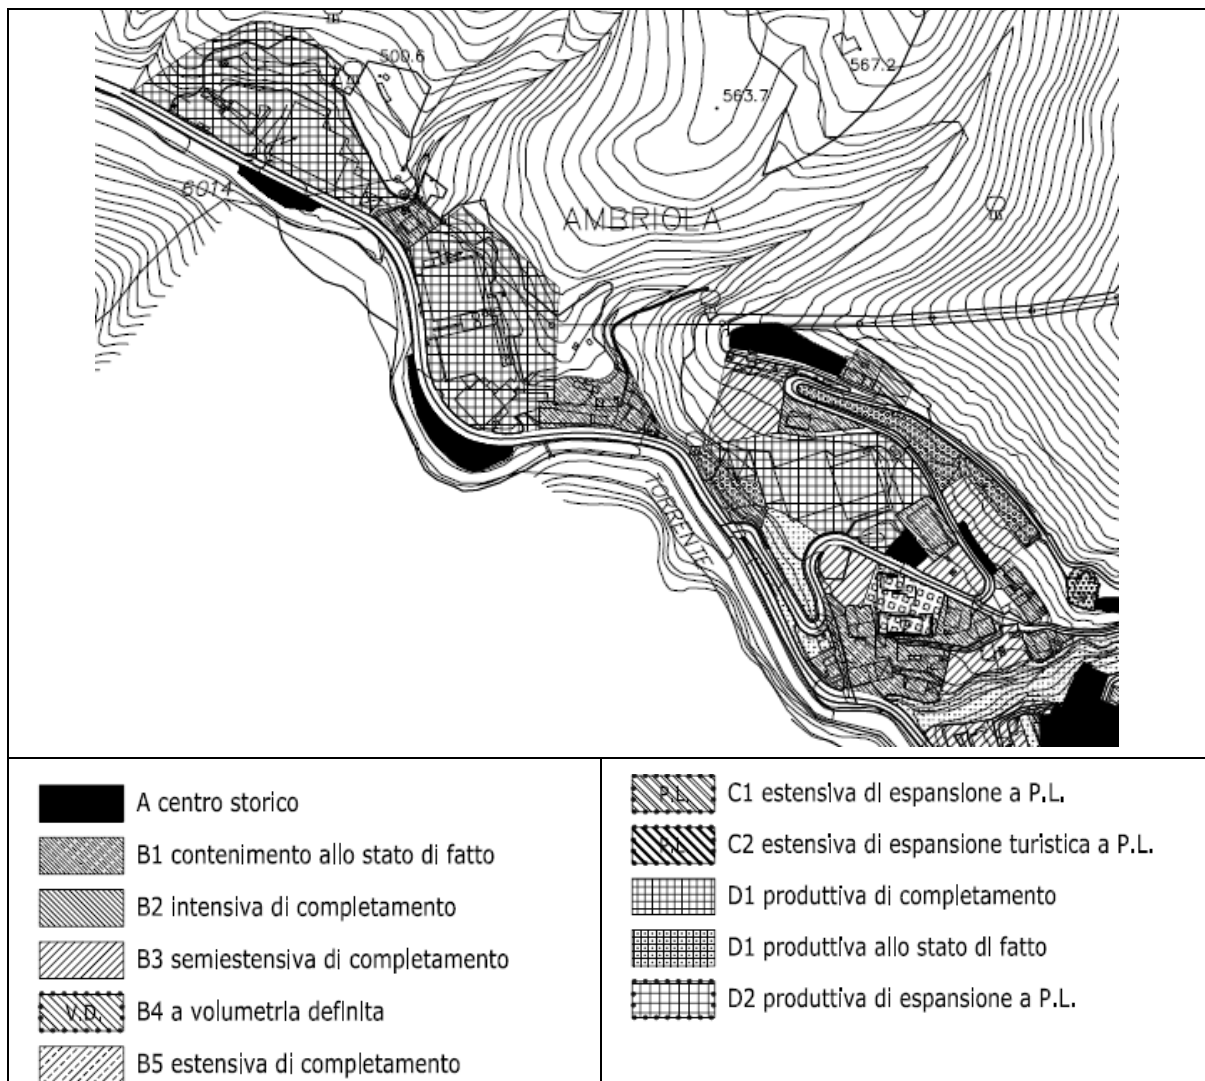 500.6
567.2
563.7
6014
AMBRIOLA
TORRENTE
A centro storico
B1 contenimento allo stato di fatto
B2 intensiva di completamento
B3 semiestensiva di completamento
V.D. B4 a volumetria definita
B5 estensiva di completamento
P.L. C1 estensiva di espansione a P.L.
P.L. C2 estensiva di espansione turistica a P.L.
D1 produttiva di completamento
D1 produttiva allo stato di fatto
D2 produttiva di espansione a P.L.